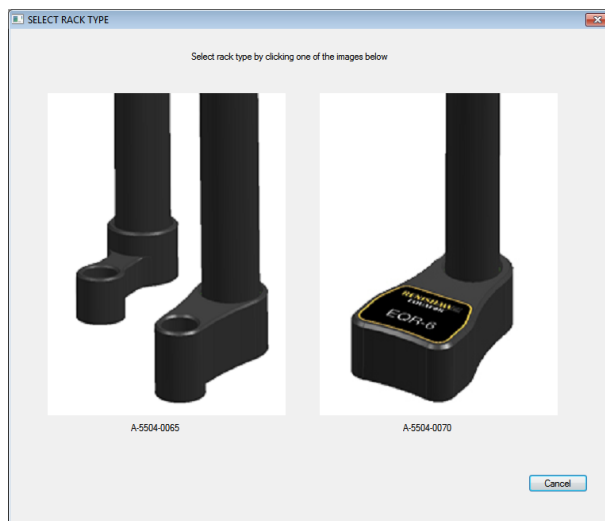 SELECT RACK TYPE
Select rack type by clicking one of the images below
RENISHAW
EQUATOR
EQR-6
A-5504-0065
A-5504-0070
Cancel